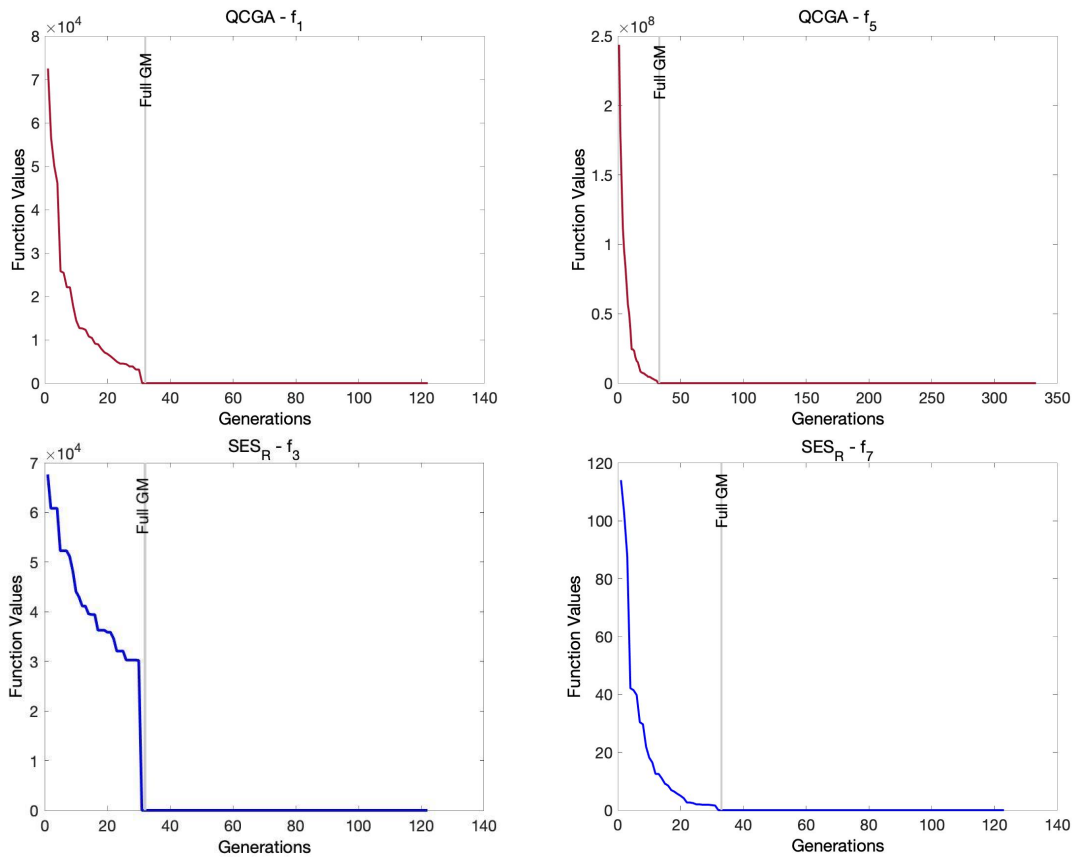 QCGA - f1
×10^4
8
7
6
5
4
3
2
1
0
Function Values
Full GM
0 20 40 60 80 100 120 140
Generations
QCGA - f5
×10^8
2.5
2
1.5
1
0.5
0
Function Values
Full GM
0 50 100 150 200 250 300 350
Generations
SESR - f3
×10^4
7
6
5
4
3
2
1
0
Function Values
Full GM
0 20 40 60 80 100 120 140
Generations
SESR - f7
120
100
80
60
40
20
0
Function Values
Full GM
0 20 40 60 80 100 120 140
Generations